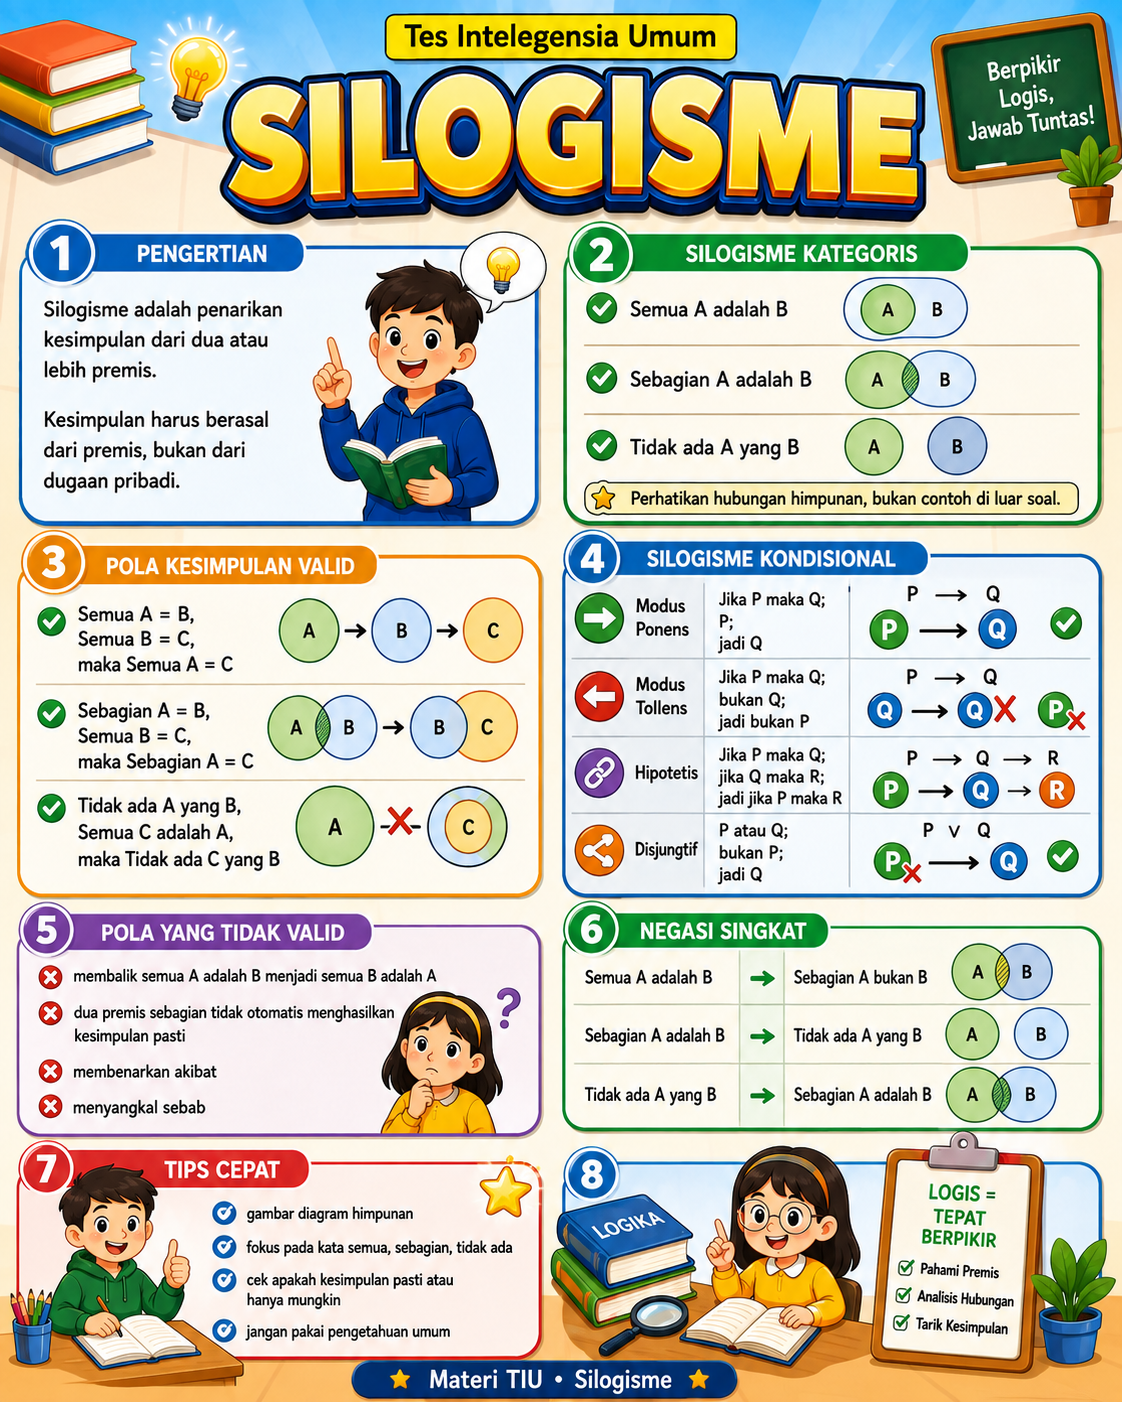 Tes Intelegensia Umum
SILOGISME
Berpikir
Logis,
Jawab Tuntas!
1
PENGERTIAN
Silogisme adalah penarikan
kesimpulan dari dua atau
lebih premis.
Kesimpulan harus berasal
dari premis, bukan dari
dugaan pribadi.
2
SILOGISME KATEGORIS
Semua A adalah B
A B
Sebagian A adalah B
A B
Tidak ada A yang B
A B
Perhatikan hubungan himpunan, bukan contoh di luar soal.
3
POLA KESIMPULAN VALID
Semua A = B,
Semua B = C,
maka Semua A = C
A → B → C
Sebagian A = B,
Semua B = C,
maka Sebagian A = C
A B → B C
Tidak ada A yang B,
Semua C adalah A,
maka Tidak ada C yang B
A C
4
SILOGISME KONDISIONAL
Modus
Ponens
Jika P maka Q;
P;
jadi Q
P → Q
P → Q
Modus
Tollens
Jika P maka Q;
bukan Q;
jadi bukan P
P → Q
Q → Q P
Hipotetis
Jika P maka Q;
jika Q maka R;
jadi jika P maka R
P → Q → R
P → Q → R
Disjungtif
P atau Q;
bukan P;
jadi Q
P ∨ Q
P → Q
5
POLA YANG TIDAK VALID
membalik semua A adalah B menjadi semua B adalah A
dua premis sebagian tidak otomatis menghasilkan
kesimpulan pasti
membenarkan akibat
menyangkal sebab
?
6
NEGASI SINGKAT
Semua A adalah B → Sebagian A bukan B
A B
Sebagian A adalah B → Tidak ada A yang B
A B
Tidak ada A yang B → Sebagian A adalah B
A B
7
TIPS CEPAT
gambar diagram himpunan
fokus pada kata semua, sebagian, tidak ada
cek apakah kesimpulan pasti atau
hanya mungkin
jangan pakai pengetahuan umum
8
LOGIKA
LOGIS =
TEPAT
BERPIKIR
Pahami Premis
Analisis Hubungan
Tarik Kesimpulan
Materi TIU • Silogisme